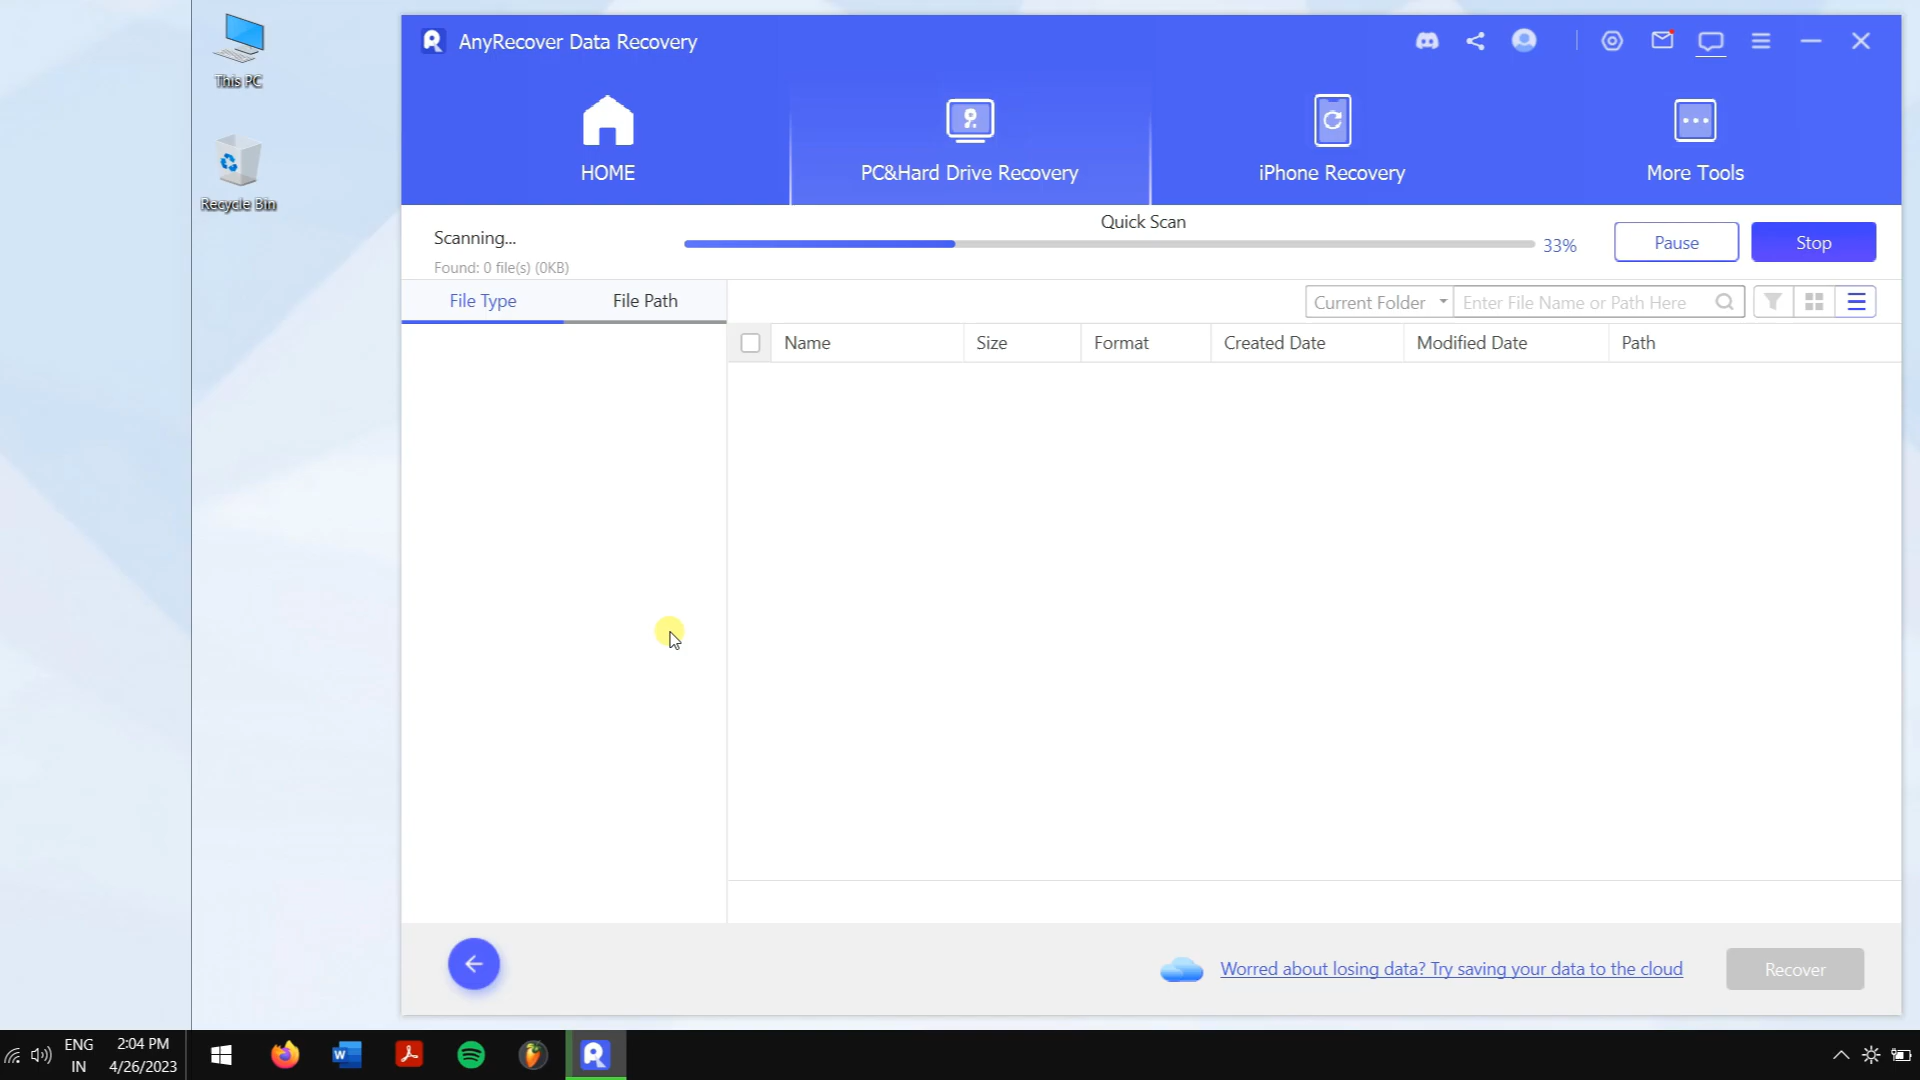 This PC
Recycle Bin
AnyRecover Data Recovery
HOME
PC&Hard Drive Recovery
iPhone Recovery
More Tools
Scanning...
Found: 0 file(s) (0KB)
Quick Scan
33%
Pause
Stop
File Type
File Path
Current Folder
Enter File Name or Path Here
Name
Size
Format
Created Date
Modified Date
Path
Worred about losing data? Try saving your data to the cloud
Recover
ENG
IN
2:04 PM
4/26/2023